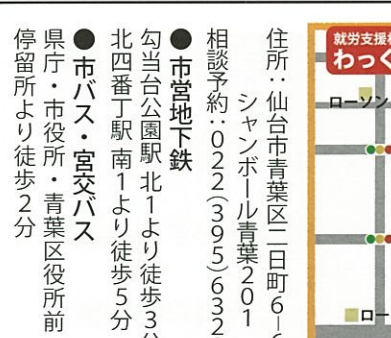 就労支援
わっく
ローソン
ロー
住所：仙台市青葉区二日町6-6
シャンボール青葉201
相談予約：022（395）632
●市営地下鉄
勾当台公園駅 北1より徒歩3分
北四番丁駅 南1より徒歩5分
●市バス・宮交バス
県庁・市役所・青葉区役所前
停留所より徒歩2分